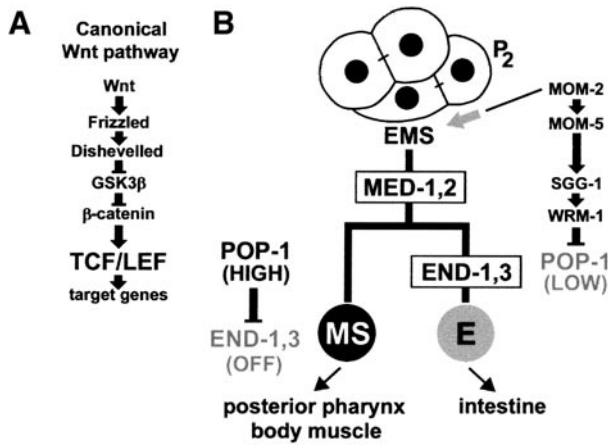 A
Canonical
Wnt pathway
Wnt
Frizzled
Dishevelled
GSK3β
β-catenin
TCF/LEF
target genes
B
P2
EMS
MOM-2
MOM-5
SGG-1
WRM-1
POP-1
(LOW)
MED-1,2
POP-1
(HIGH)
END-1,3
(OFF)
END-1,3
MS
E
posterior pharynx
body muscle
intestine